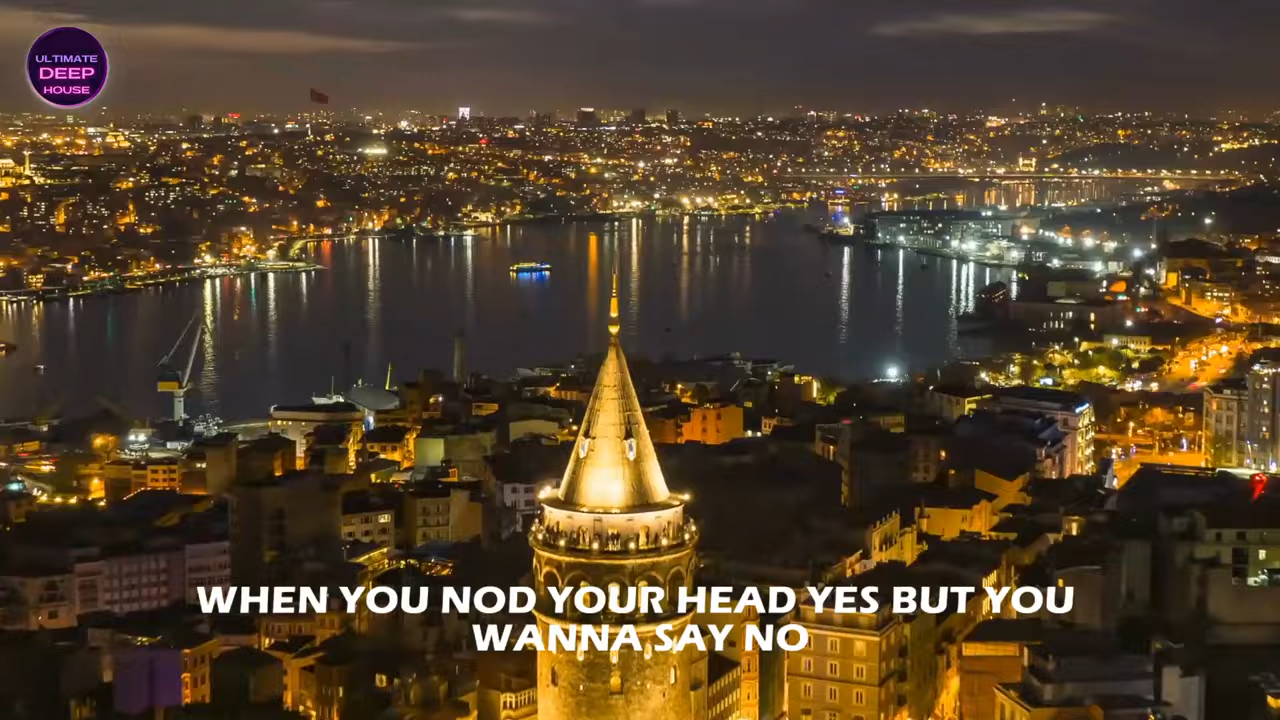 ULTIMATE
DEEP
HOUSE
WHEN YOU NOD YOUR HEAD YES BUT YOU
WANNA SAY NO